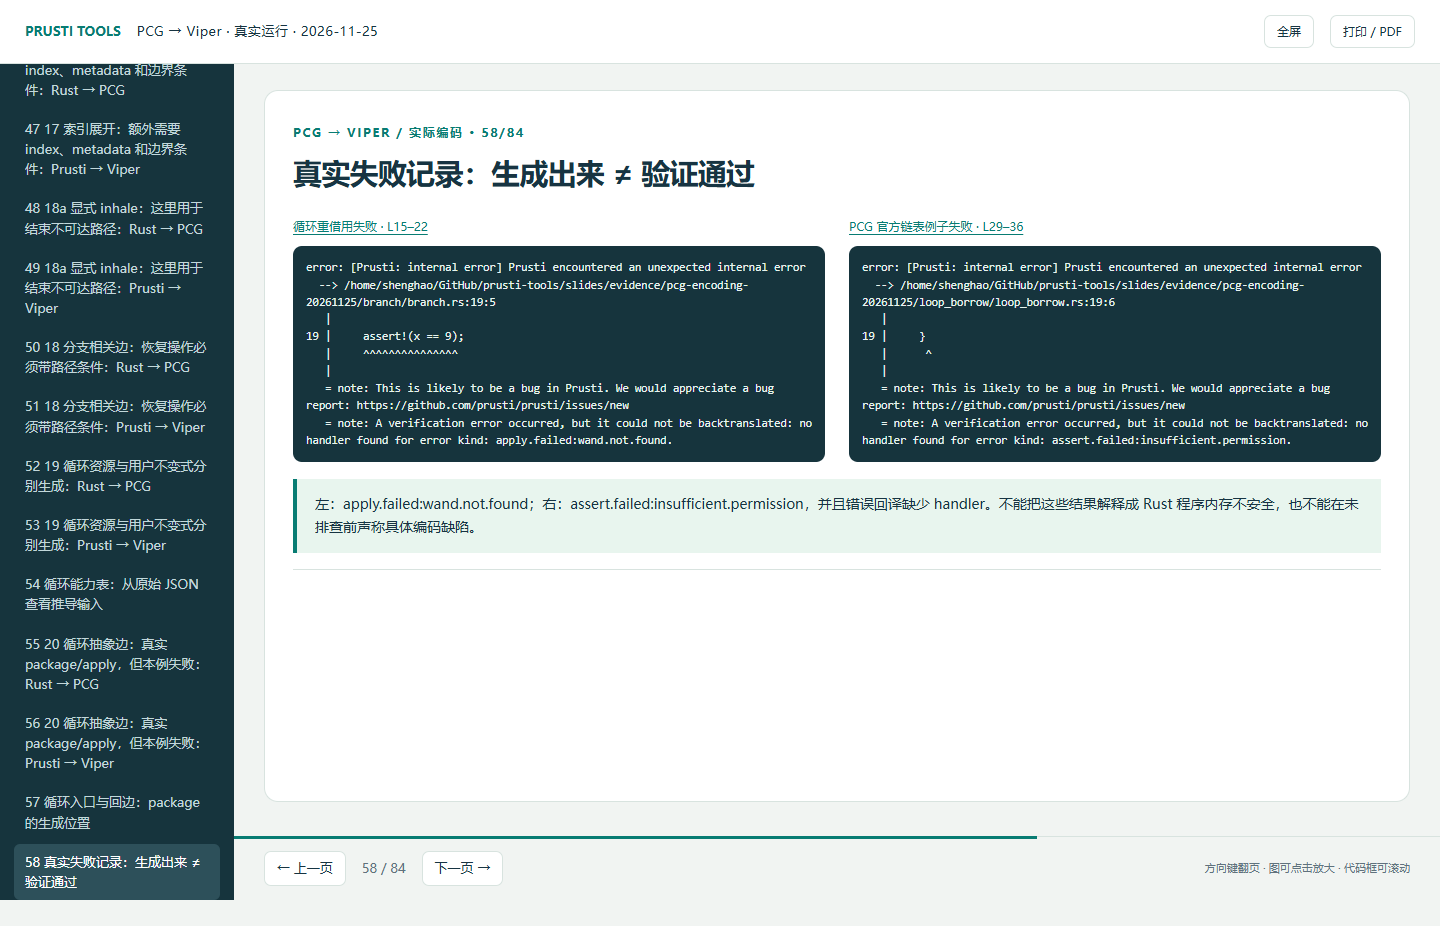 PRUSTI TOOLS PCG → Viper · 真实运行 · 2026-11-25
全屏
打印 / PDF
index、metadata 和边界条
件：Rust → PCG
47 17 索引展开：额外需要
index、metadata 和边界条
件：Prusti → Viper
48 18a 显式 inhale：这里用于
结束不可达路径：Rust → PCG
49 18a 显式 inhale：这里用于
结束不可达路径：Prusti →
Viper
50 18 分支相关边：恢复操作必
须带路径条件：Rust → PCG
51 18 分支相关边：恢复操作必
须带路径条件：Prusti → Viper
52 19 循环资源与用户不变式分
别生成：Rust → PCG
53 19 循环资源与用户不变式分
别生成：Prusti → Viper
54 循环能力表：从原始 JSON
查看推导输入
55 20 循环抽象边：真实
package/apply，但本例失败：
Rust → PCG
56 20 循环抽象边：真实
package/apply，但本例失败：
Prusti → Viper
57 循环入口与回边：package
的生成位置
58 真实失败记录：生成出来 ≠
验证通过
PCG → VIPER / 实际编码 • 58/84
真实失败记录：生成出来 ≠ 验证通过
循环重借用失败 · L15–22
error: [Prusti: internal error] Prusti encountered an unexpected internal error
  --> /home/shenghao/GitHub/prusti-tools/slides/evidence/pcg-encoding-
20261125/branch/branch.rs:19:5
   |
19 |     assert!(x == 9);
   |     ^^^^^^^^^^^^^^^
   |
   = note: This is likely to be a bug in Prusti. We would appreciate a bug
report: https://github.com/prusti/prusti/issues/new
   = note: A verification error occurred, but it could not be backtranslated: no
handler found for error kind: apply.failed:wand.not.found.
PCG 官方链表例子失败 · L29–36
error: [Prusti: internal error] Prusti encountered an unexpected internal error
  --> /home/shenghao/GitHub/prusti-tools/slides/evidence/pcg-encoding-
20261125/loop_borrow/loop_borrow.rs:19:6
   |
19 |     }
   |      ^
   |
   = note: This is likely to be a bug in Prusti. We would appreciate a bug
report: https://github.com/prusti/prusti/issues/new
   = note: A verification error occurred, but it could not be backtranslated: no
handler found for error kind: assert.failed:insufficient.permission.
左：apply.failed:wand.not.found；右：assert.failed:insufficient.permission，并且错误回译缺少 handler。不能把这些结果解释成 Rust 程序内存不安全，也不能在未
排查前声称具体编码缺陷。
← 上一页
58 / 84
下一页 →
方向键翻页 · 图可点击放大 · 代码框可滚动